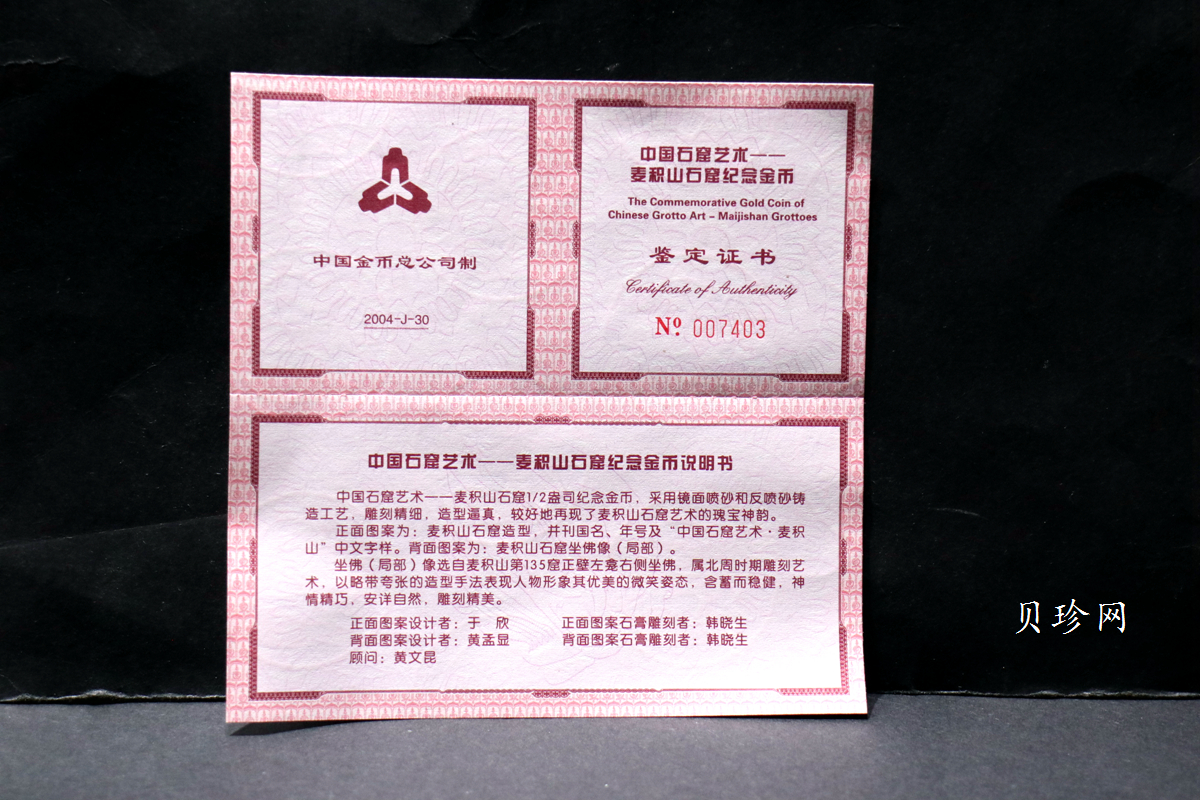 中国金币总公司制
2004-J-30
中国石窟艺术——
麦积山石窟纪念金币
The Commemorative Gold Coin of
Chinese Grotto Art – Maijishan Grottoes
鉴定证书
Certificate of Authenticity
Nº 007403
中国石窟艺术——麦积山石窟纪念金币说明书
中国石窟艺术——麦积山石窟1/2盎司纪念金币，采用镜面喷砂和反喷砂铸
造工艺，雕刻精细，造型逼真，较好地再现了麦积山石窟艺术的瑰宝神韵。
正面图案为：麦积山石窟造型，并刊国名、年号及“中国石窟艺术·麦积
山”中文字样。背面图案为：麦积山石窟坐佛像（局部）。
坐佛（局部）像选自麦积山第135窟正壁左龛右侧坐佛，属北周时期雕刻艺
术，以略带夸张的造型手法表现人物形象其优美的微笑姿态，含蓄而稳健，神
情精巧，安详自然，雕刻精美。
正面图案设计者：于 欣 正面图案石膏雕刻者：韩晓生
背面图案设计者：黄孟显 背面图案石膏雕刻者：韩晓生
顾问：黄文昆
贝珍网